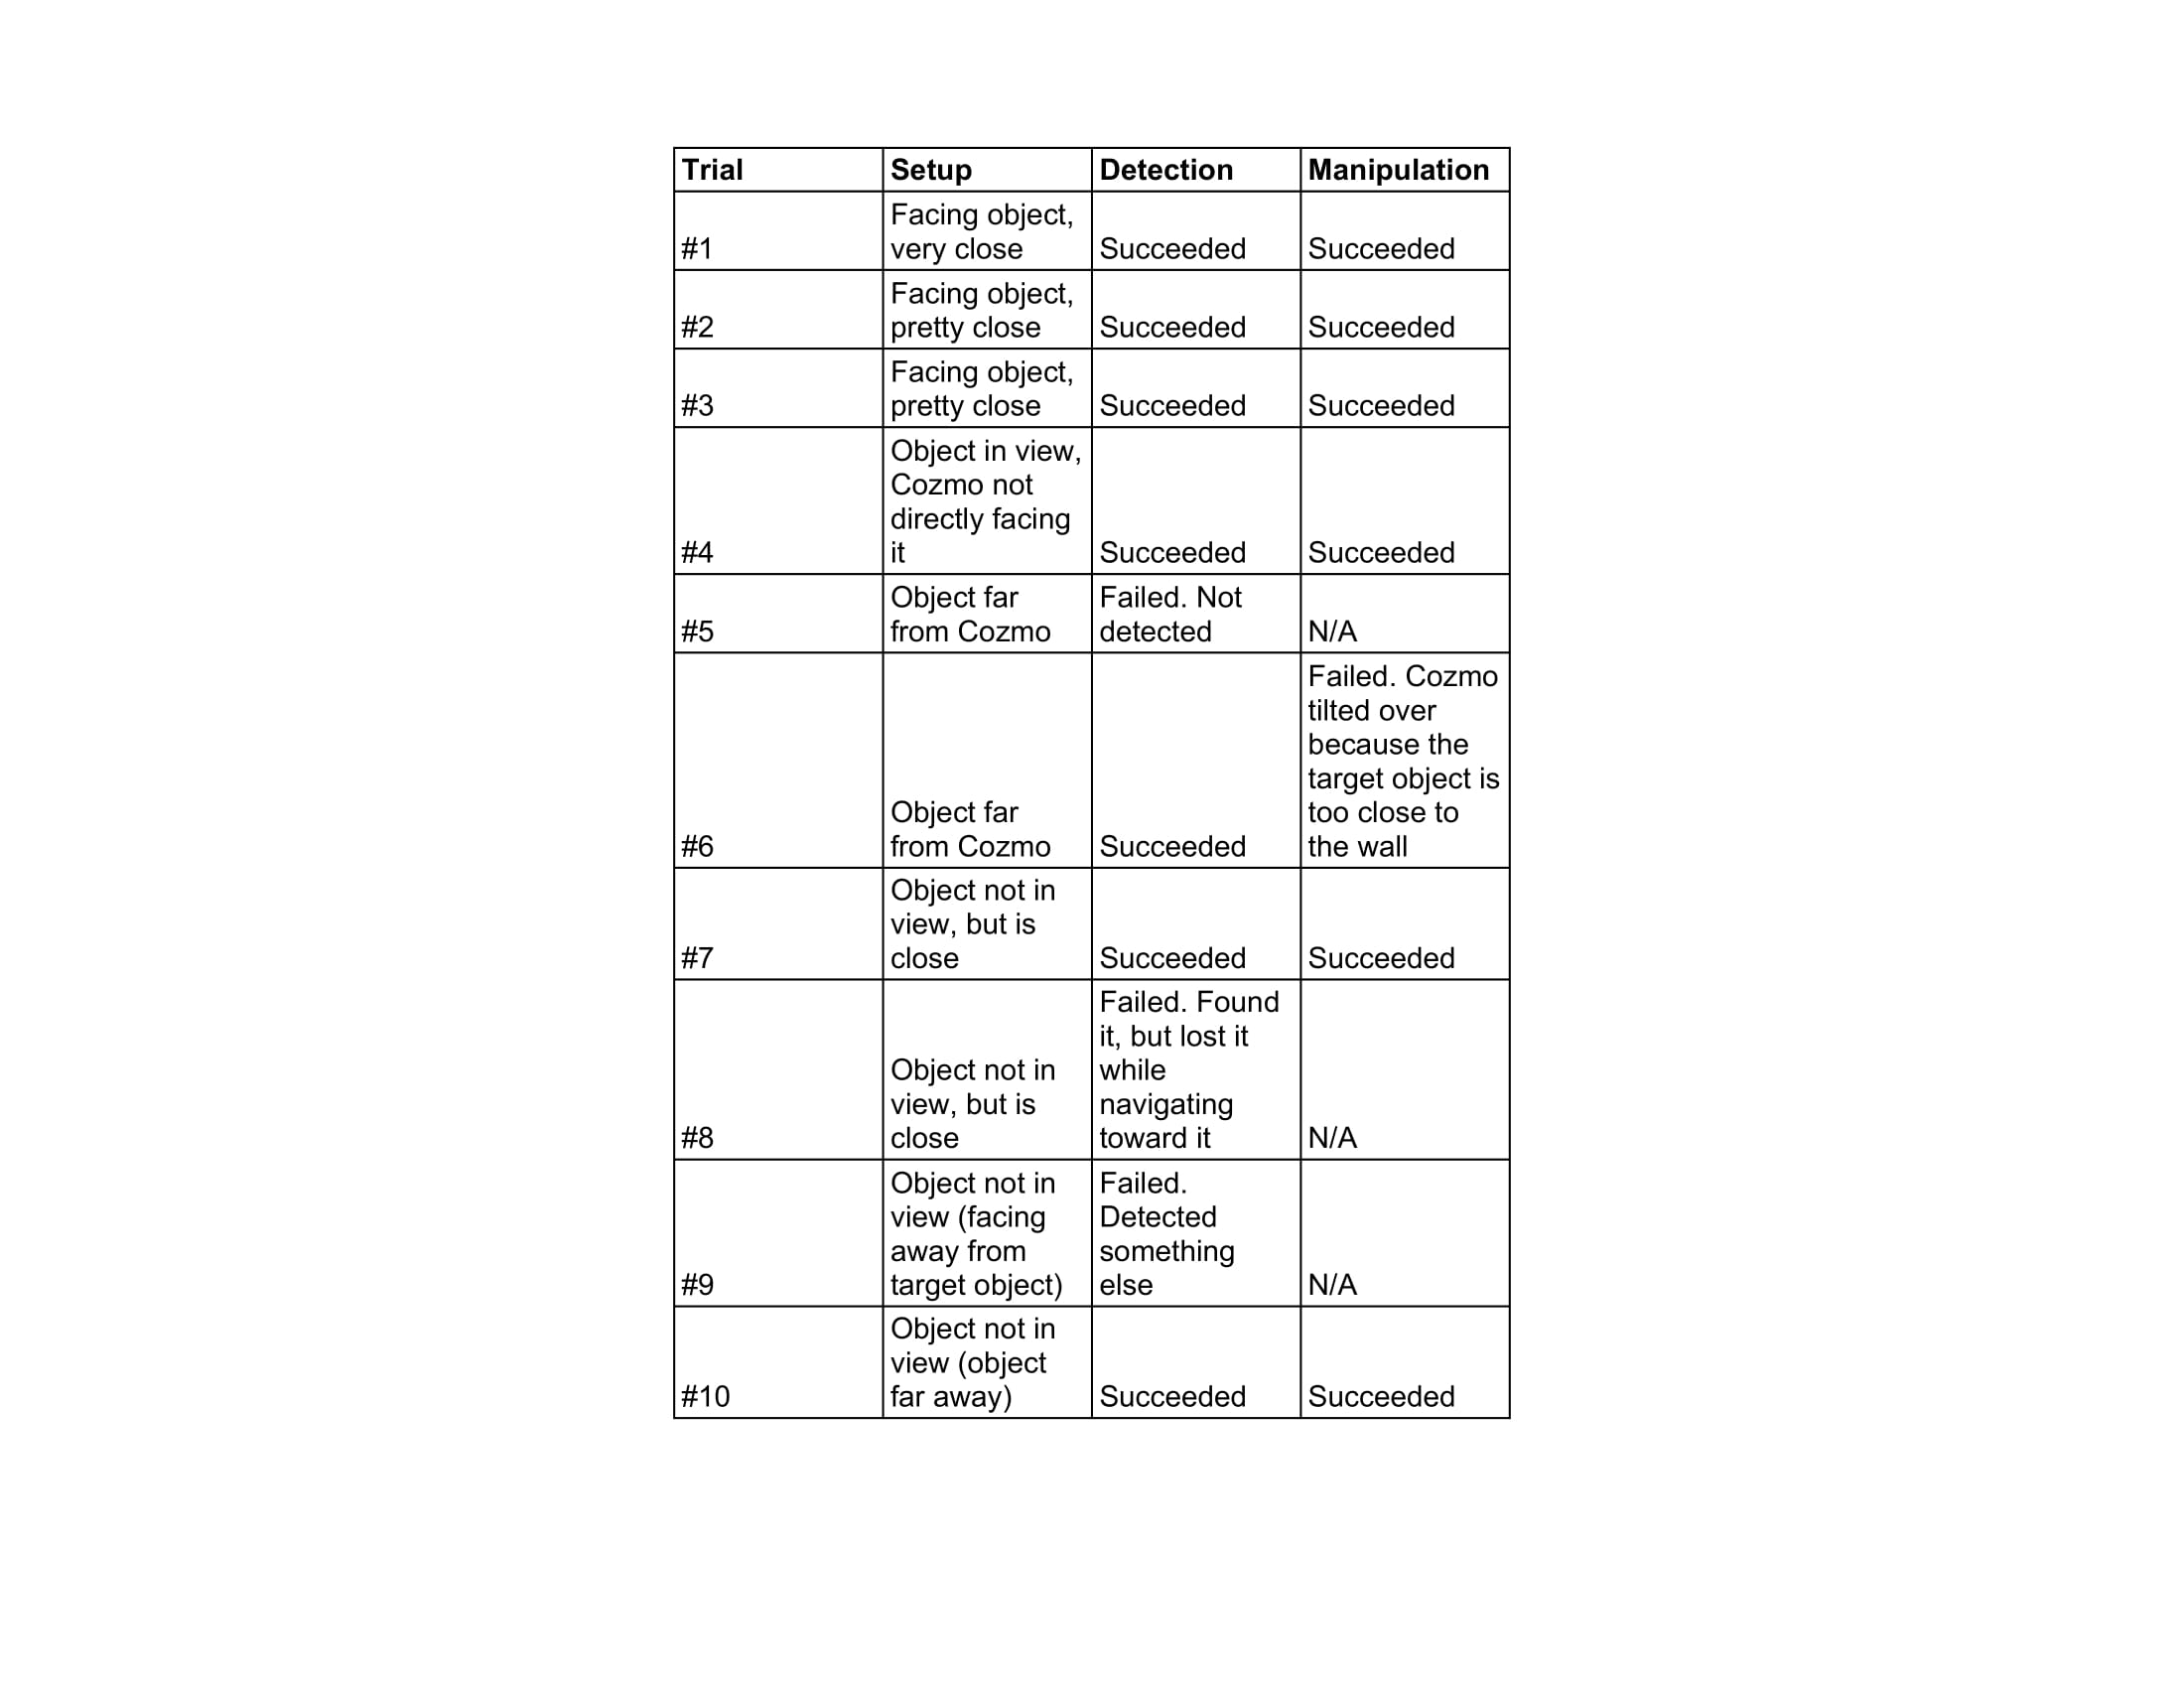 Trial Setup Detection Manipulation
#1 Facing object, very close Succeeded Succeeded
#2 Facing object, pretty close Succeeded Succeeded
#3 Facing object, pretty close Succeeded Succeeded
#4 Object in view, Cozmo not directly facing it Succeeded Succeeded
#5 Object far from Cozmo Failed. Not detected N/A
#6 Object far from Cozmo Succeeded Failed. Cozmo tilted over because the target object is too close to the wall
#7 Object not in view, but is close Succeeded Succeeded
#8 Object not in view, but is close Failed. Found it, but lost it while navigating toward it N/A
#9 Object not in view (facing away from target object) Failed. Detected something else N/A
#10 Object not in view (object far away) Succeeded Succeeded